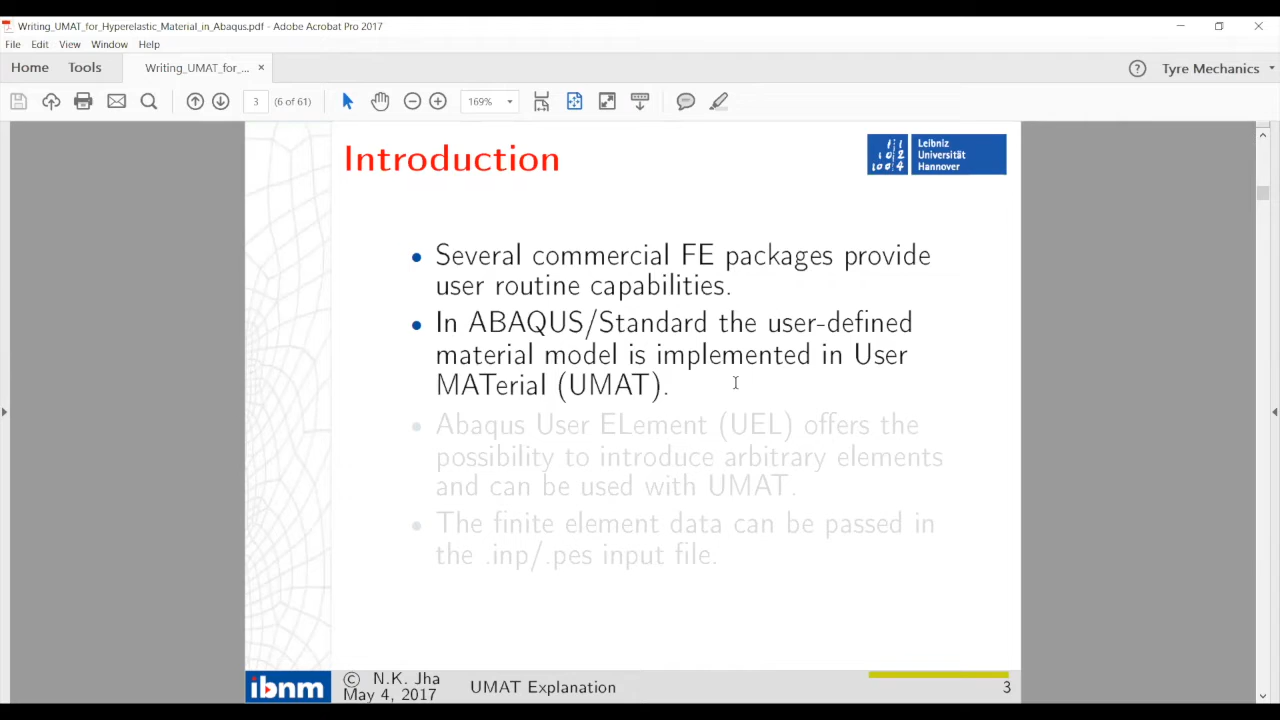 Writing_UMAT_for_Hyperelastic_Material_in_Abaqus.pdf - Adobe Acrobat Pro 2017
File Edit View Window Help
Home Tools Writing_UMAT_for_... × Tyre Mechanics
3 (6 of 61) 169%
Introduction
Leibniz
Universität
Hannover
• Several commercial FE packages provide
user routine capabilities.
• In ABAQUS/Standard the user-defined
material model is implemented in User
MATerial (UMAT).
• Abaqus User ELement (UEL) offers the
possibility to introduce arbitrary elements
and can be used with UMAT.
• The finite element data can be passed in
the .inp/.pes input file.
ibnm
© N.K. Jha
May 4, 2017
UMAT Explanation
3